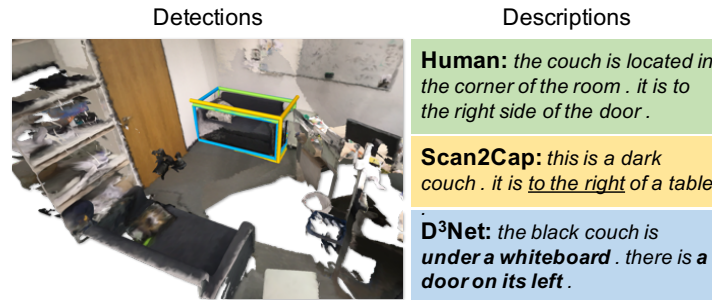 Detections
Descriptions
Human: the couch is located in
the corner of the room . it is to
the right side of the door .
Scan2Cap: this is a dark
couch . it is to the right of a table
.
D³Net: the black couch is
under a whiteboard . there is a
door on its left .